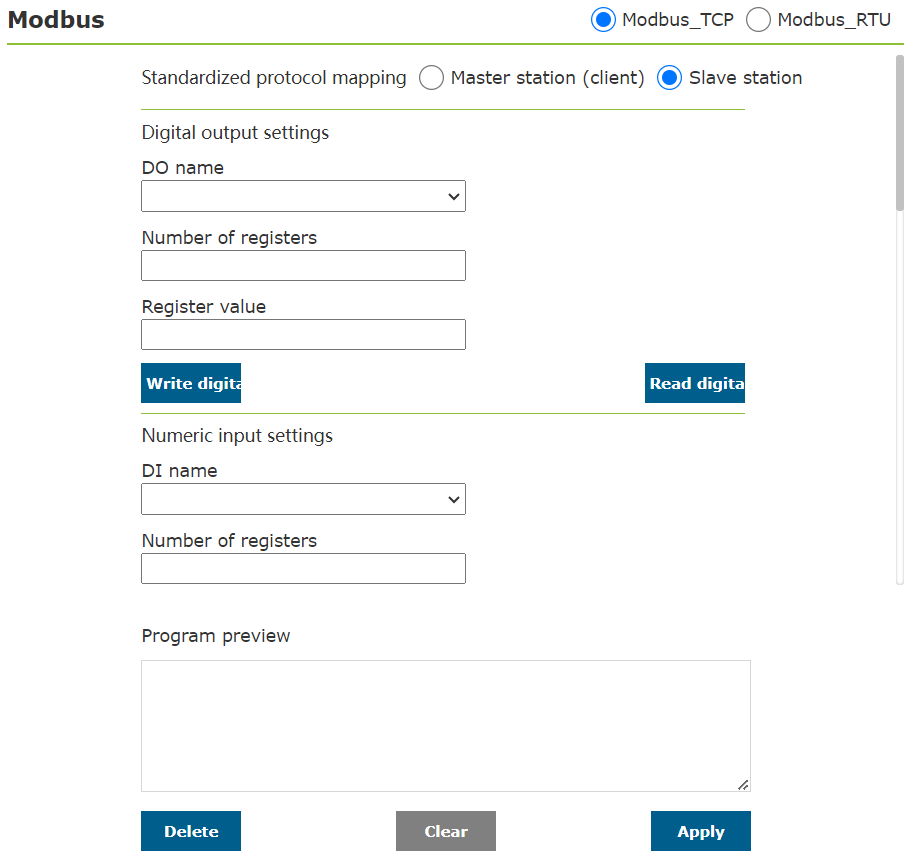 Modbus Modbus_TCP Modbus_RTU
Standardized protocol mapping Master station (client) Slave station
Digital output settings
DO name
Number of registers
Register value
Write digita Read digita
Numeric input settings
DI name
Number of registers
Program preview
Delete Clear Apply